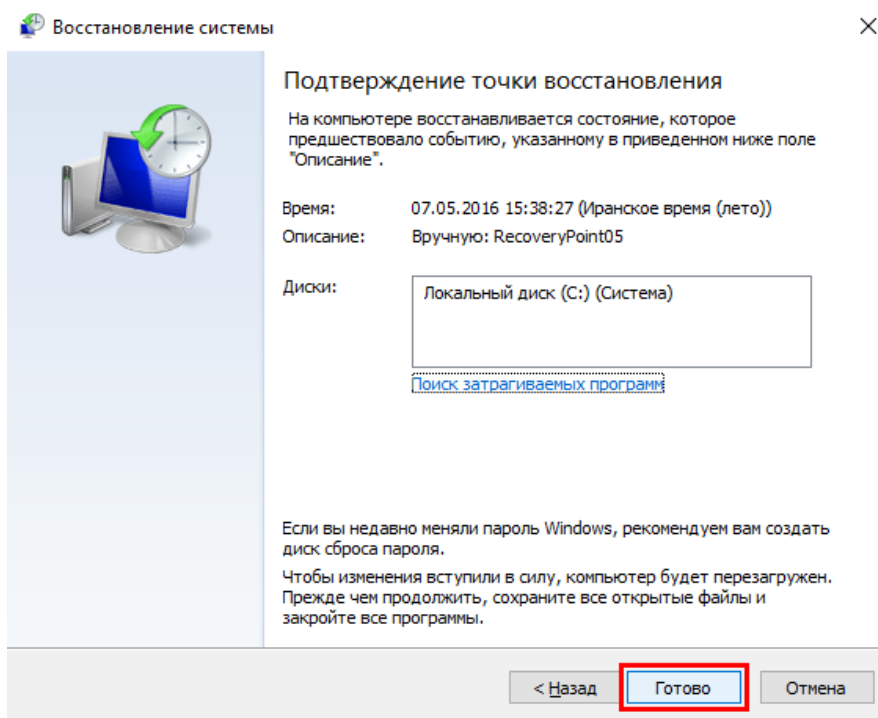 Восстановление системы
Подтверждение точки восстановления
На компьютере восстанавливается состояние, которое
предшествовало событию, указанному в приведенном ниже поле
"Описание".
Время: 07.05.2016 15:38:27 (Иранское время (лето))
Описание: Вручную: RecoveryPoint05
Диски: Локальный диск (C:) (Система)
Поиск затрагиваемых программ
Если вы недавно меняли пароль Windows, рекомендуем вам создать
диск сброса пароля.
Чтобы изменения вступили в силу, компьютер будет перезагружен.
Прежде чем продолжить, сохраните все открытые файлы и
закройте все программы.
< Назад Готово Отмена